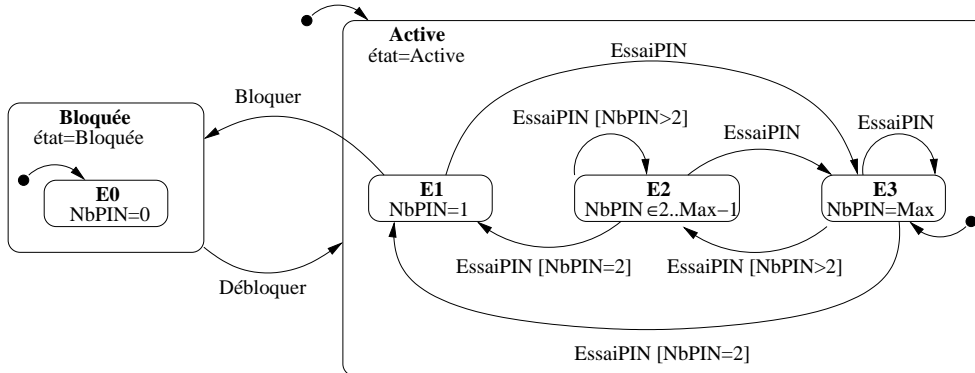 Active
état=Active
EssaiPIN
Bloquer
Bloquée
état=Bloquée
EssaiPIN [NbPIN>2]
EssaiPIN
EssaiPIN
E0
NbPIN=0
E1
NbPIN=1
E2
NbPIN∈2..Max−1
E3
NbPIN=Max
EssaiPIN [NbPIN=2]
EssaiPIN [NbPIN>2]
Débloquer
EssaiPIN [NbPIN=2]